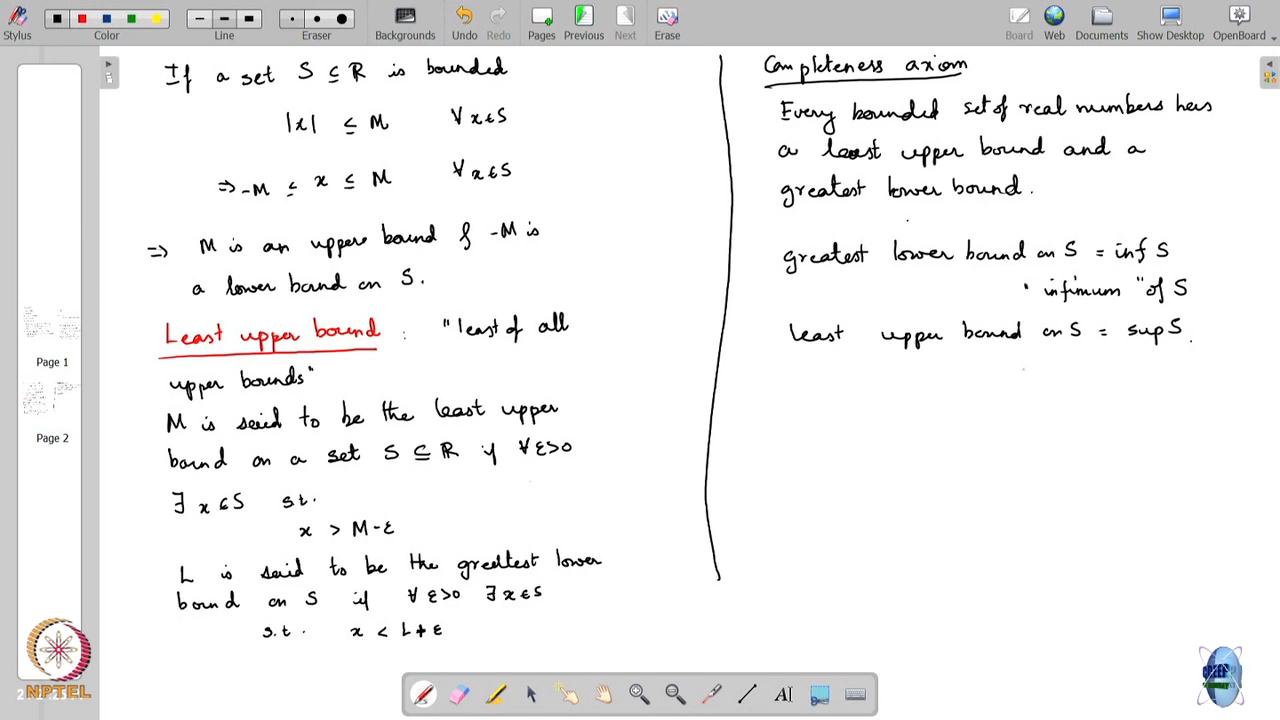 Stylus
Color
Line
Eraser
Backgrounds
Undo
Redo
Pages
Previous
Next
Erase
Board
Web
Documents
Show Desktop
OpenBoard
Page 1
Page 2
If a set S ⊆ R is bounded
|x| ≤ M ∀ x ∈ S
⇒ -M ≤ x ≤ M ∀ x ∈ S
⇒ M is an upper bound & -M is
a lower bound on S.
Least upper bound : "least of all
upper bounds"
M is said to be the least upper
bound on a set S ⊆ R if ∀ ε>0
∃ x ∈ S s.t.
x > M-ε
L is said to be the greatest lower
bound on S if ∀ ε>0 ∃ x ∈ S
s.t. x < L+ε
Completeness axiom
Every bounded set of real numbers has
a least upper bound and a
greatest lower bound.
greatest lower bound on S = inf S
" infimum " of S
least upper bound on S = sup S.
NPTEL